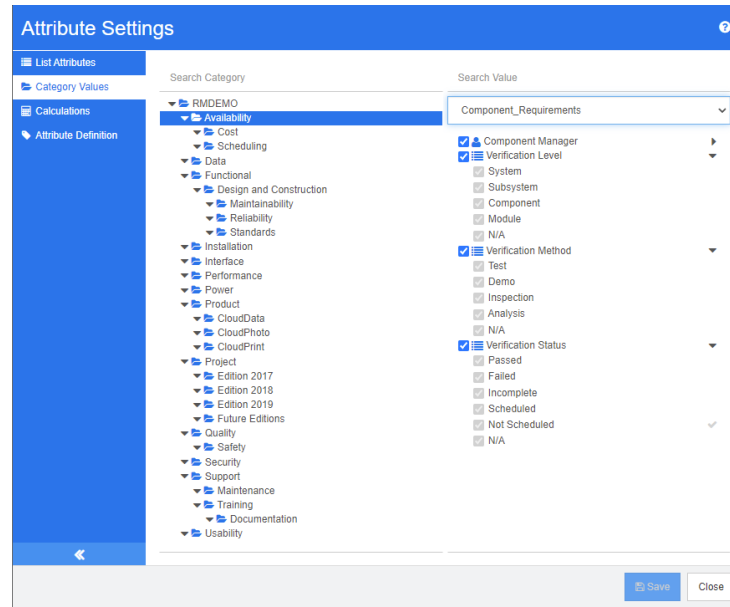 Attribute Settings
List Attributes
Category Values
Calculations
Attribute Definition
Search Category
RMDEMO
Availability
Cost
Scheduling
Data
Functional
Design and Construction
Maintainability
Reliability
Standards
Installation
Interface
Performance
Power
Product
CloudData
CloudPhoto
CloudPrint
Project
Edition 2017
Edition 2018
Edition 2019
Future Editions
Quality
Safety
Security
Support
Maintenance
Training
Documentation
Usability
Search Value
Component_Requirements
Component Manager
Verification Level
System
Subsystem
Component
Module
N/A
Verification Method
Test
Demo
Inspection
Analysis
N/A
Verification Status
Passed
Failed
Incomplete
Scheduled
Not Scheduled
N/A
Save
Close